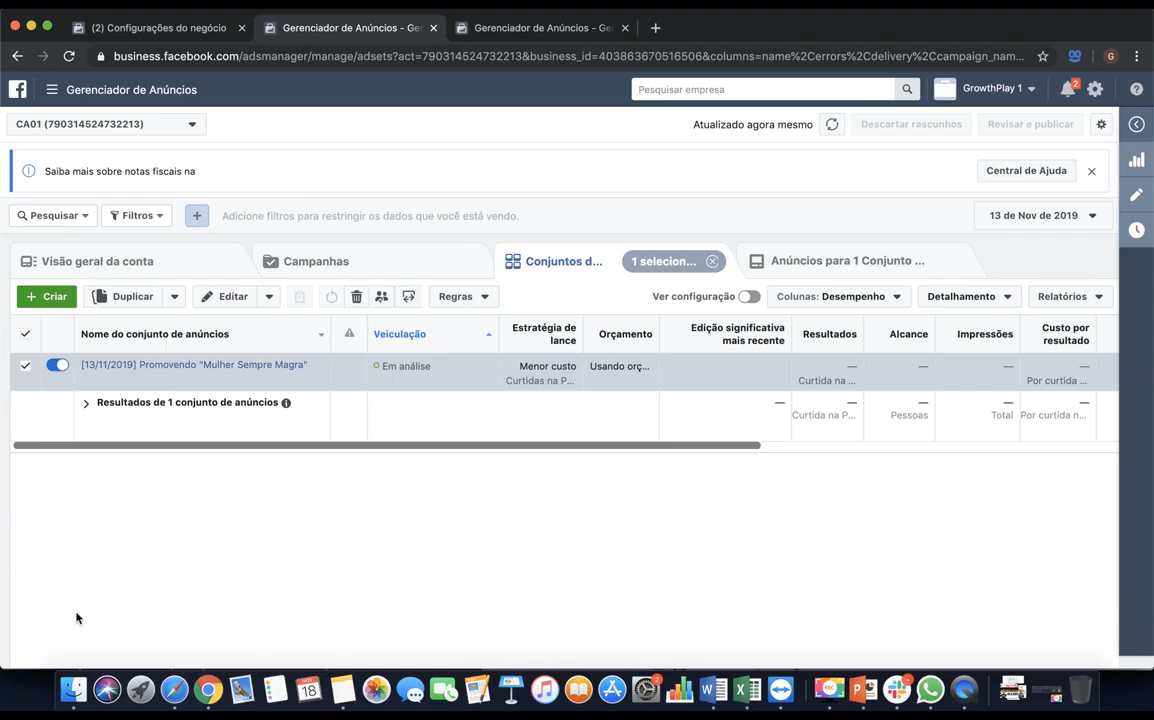 (2) Configurações do negócio
Gerenciador de Anúncios - Ge
Gerenciador de Anúncios - Ge
business.facebook.com/adsmanager/manage/adsets?act=790314524732213&business_id=403863670516506&columns=name%2Cerrors%2Cdelivery%2Ccampaign_nam...
G
Gerenciador de Anúncios
Pesquisar empresa
GrowthPlay 1
2
CA01 (790314524732213)
Atualizado agora mesmo
Descartar rascunhos
Revisar e publicar
Saiba mais sobre notas fiscais na
Central de Ajuda
Pesquisar
Filtros
Adicione filtros para restringir os dados que você está vendo.
13 de Nov de 2019
Visão geral da conta
Campanhas
Conjuntos d...
1 selecion...
Anúncios para 1 Conjunto ...
+ Criar
Duplicar
Editar
Regras
Ver configuração
Colunas: Desempenho
Detalhamento
Relatórios
Nome do conjunto de anúncios
Veiculação
Estratégia de lance
Orçamento
Edição significativa mais recente
Resultados
Alcance
Impressões
Custo por resultado
[13/11/2019] Promovendo "Mulher Sempre Magra"
Em análise
Menor custo
Curtidas na P...
Usando orç...
—
Curtida na ...
—
—
—
Por curtida ...
Resultados de 1 conjunto de anúncios
—
—
Curtida na P...
—
Pessoas
—
Total
—
Por curtida n...
NOV
18
2
REC